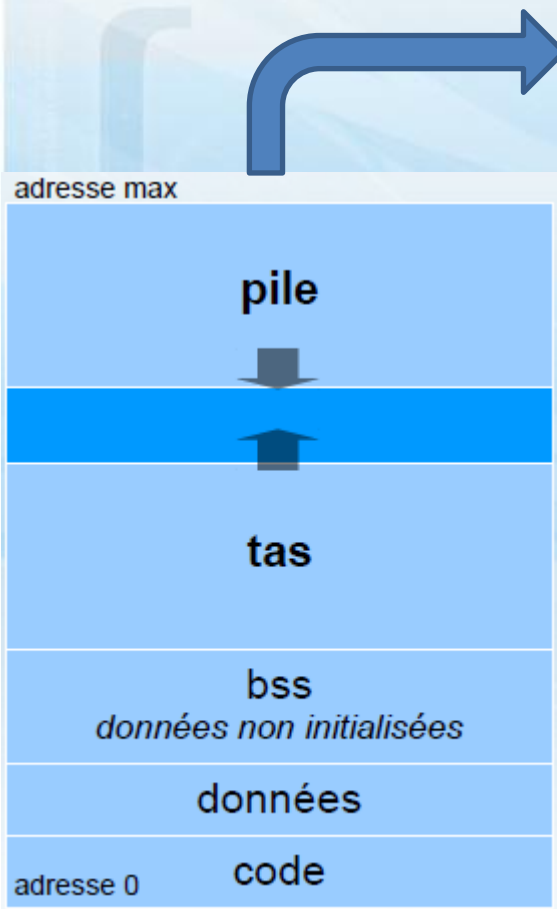 adresse max
pile
tas
bss
données non initialisées
données
code
adresse 0